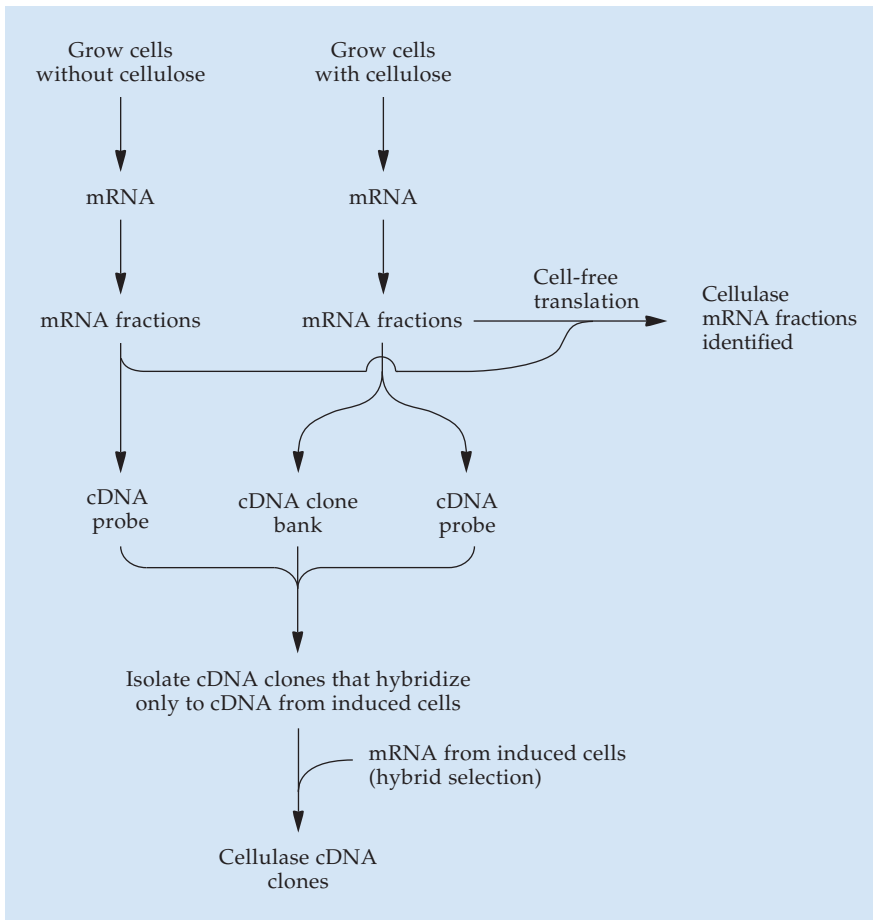 Grow cells
without cellulose
Grow cells
with cellulose
mRNA
mRNA
mRNA fractions
mRNA fractions
Cell-free
translation
Cellulase
mRNA fractions
identified
cDNA
probe
cDNA clone
bank
cDNA
probe
Isolate cDNA clones that hybridize
only to cDNA from induced cells
mRNA from induced cells
(hybrid selection)
Cellulase cDNA
clones